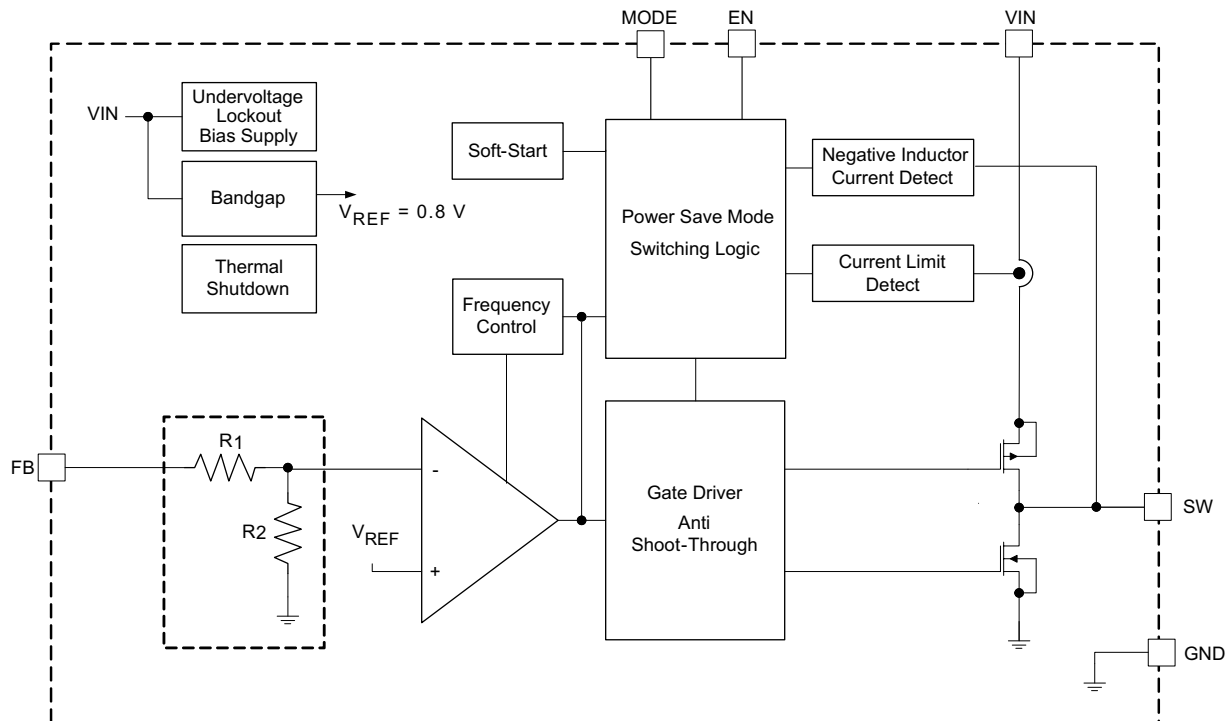 MODE
EN
VIN
VIN
Undervoltage
Lockout
Bias Supply
Bandgap
VREF = 0.8 V
Thermal
Shutdown
Soft-Start
Power Save Mode
Switching Logic
Negative Inductor
Current Detect
Current Limit
Detect
Frequency
Control
FB
R1
R2
VREF
-
+
Gate Driver
Anti
Shoot-Through
SW
GND